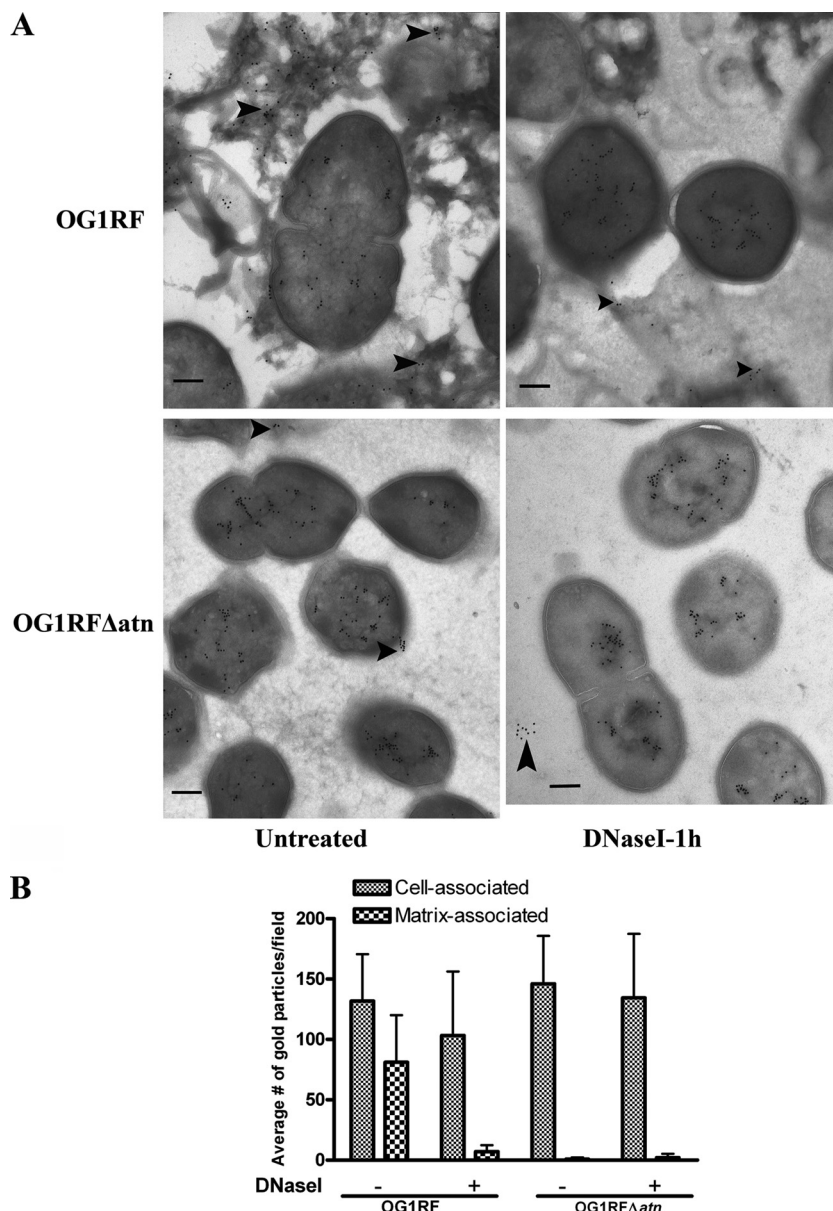 A
OG1RF
OG1RFΔatn
Untreated
DNaseI-1h
B
Cell-associated
Matrix-associated
Average # of gold particles/field
200
150
100
50
0
DNaseI
- + - +
OG1RF OG1RFΔatn